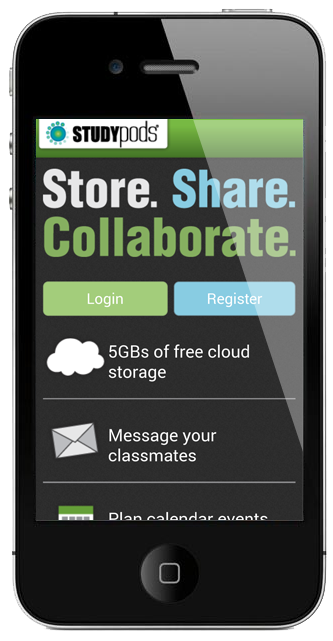 STUDYpods
Store. Share.
Collaborate.
Login Register
5GBs of free cloud
storage
Message your
classmates
Plan calendar events